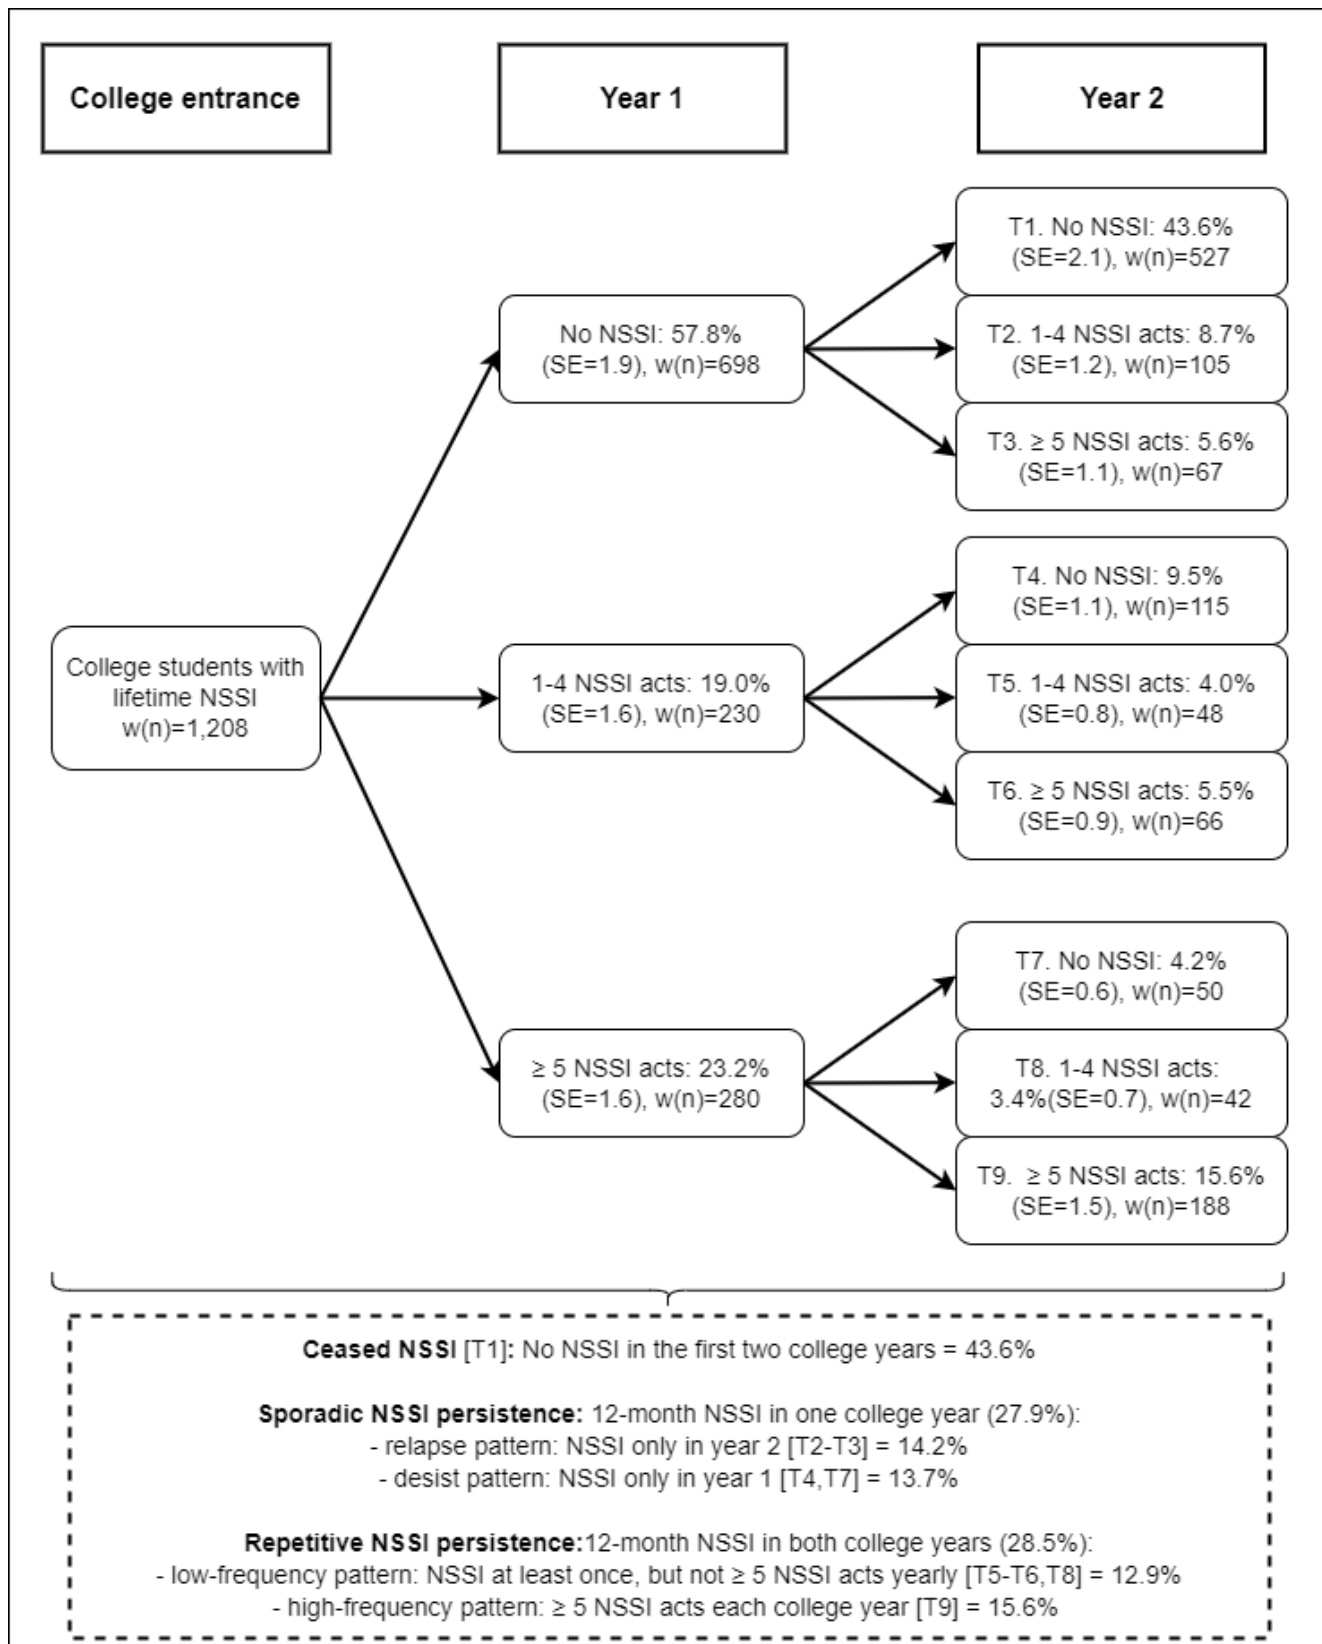 College entrance
Year 1
Year 2
College students with
lifetime NSSI
w(n)=1,208
No NSSI: 57.8%
(SE=1.9), w(n)=698
1-4 NSSI acts: 19.0%
(SE=1.6), w(n)=230
≥ 5 NSSI acts: 23.2%
(SE=1.6), w(n)=280
T1. No NSSI: 43.6%
(SE=2.1), w(n)=527
T2. 1-4 NSSI acts: 8.7%
(SE=1.2), w(n)=105
T3. ≥ 5 NSSI acts: 5.6%
(SE=1.1), w(n)=67
T4. No NSSI: 9.5%
(SE=1.1), w(n)=115
T5. 1-4 NSSI acts: 4.0%
(SE=0.8), w(n)=48
T6. ≥ 5 NSSI acts: 5.5%
(SE=0.9), w(n)=66
T7. No NSSI: 4.2%
(SE=0.6), w(n)=50
T8. 1-4 NSSI acts:
3.4%(SE=0.7), w(n)=42
T9. ≥ 5 NSSI acts: 15.6%
(SE=1.5), w(n)=188
Ceased NSSI [T1]: No NSSI in the first two college years = 43.6%
Sporadic NSSI persistence: 12-month NSSI in one college year (27.9%):
- relapse pattern: NSSI only in year 2 [T2-T3] = 14.2%
- desist pattern: NSSI only in year 1 [T4,T7] = 13.7%
Repetitive NSSI persistence:12-month NSSI in both college years (28.5%):
- low-frequency pattern: NSSI at least once, but not ≥ 5 NSSI acts yearly [T5-T6,T8] = 12.9%
- high-frequency pattern: ≥ 5 NSSI acts each college year [T9] = 15.6%